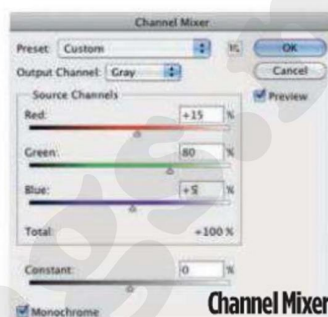 Channel Mixer
Preset: Custom OK
Output Channel: Gray Cancel
Source Channels Preview
Red: +15 %
Green: 80 %
Blue: +5 %
Total: +100 %
Constant: 0 %
Monochrome
Channel Mixer